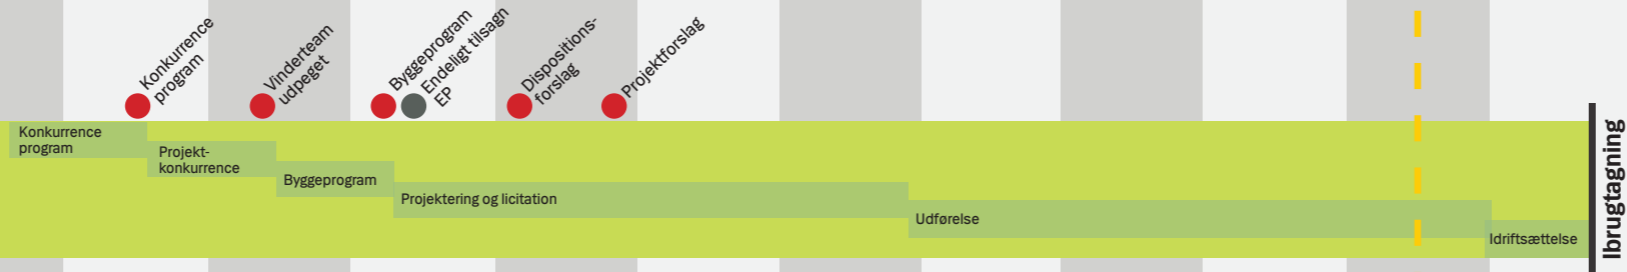 Konkurrence
program
Vinderteam
udpeget
Byggeprogram
Endeligt tilsagn
EP
Dispositions-
forslag
Projektforslag
Konkurrence
program
Projekt-
konkurrence
Byggeprogram
Projektering og licitation
Udførelse
Idriftsættelse
Ibrugtagning